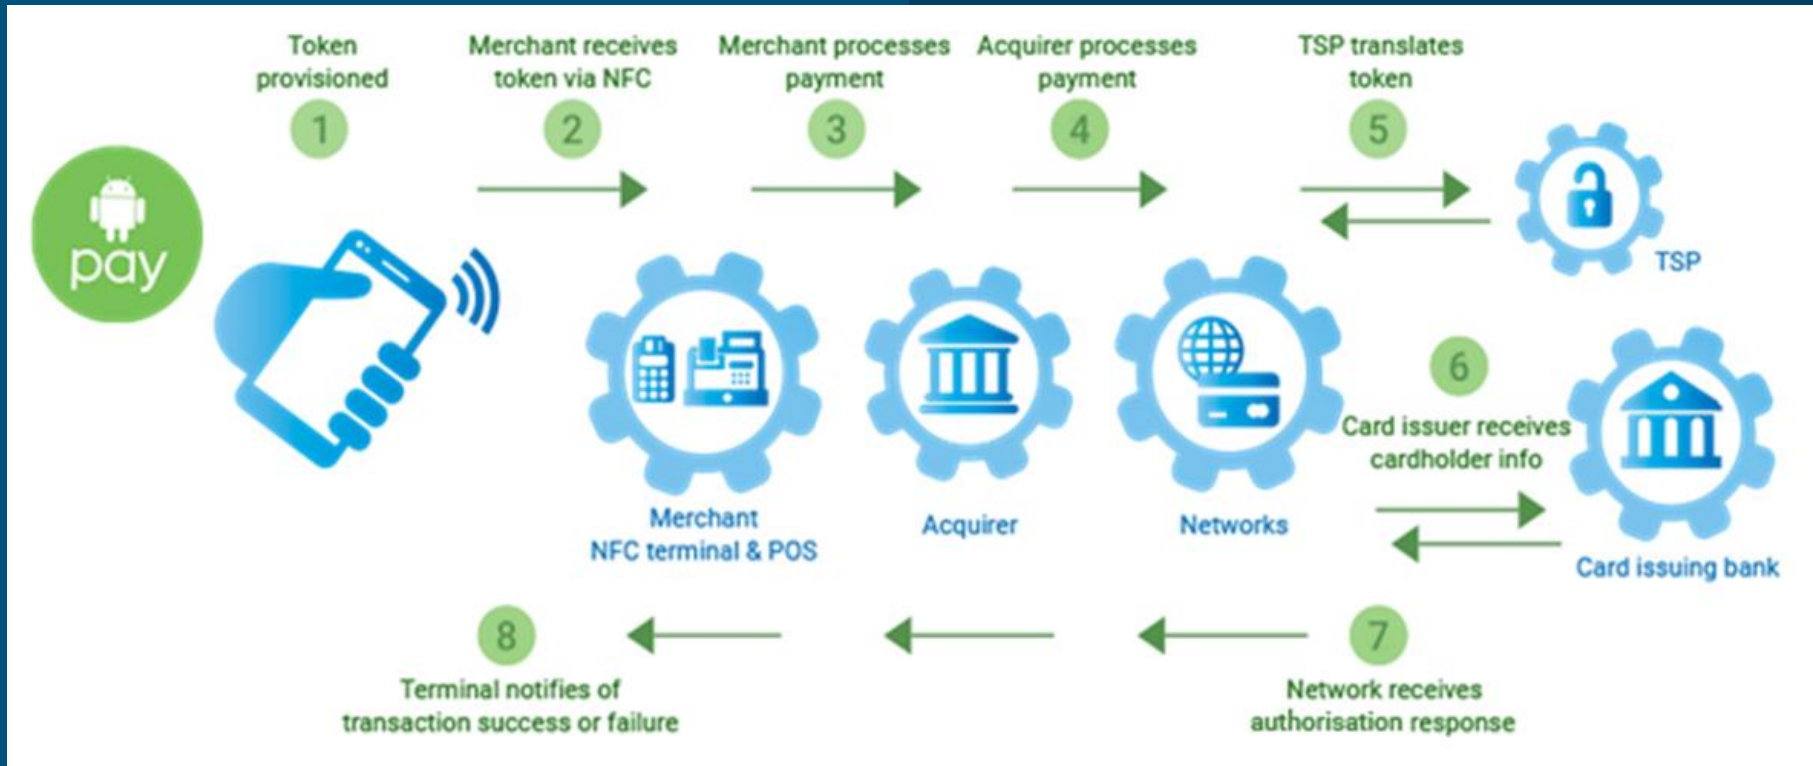 Token
provisioned
1
Merchant receives
token via NFC
2
Merchant processes
payment
3
Acquirer processes
payment
4
TSP translates
token
5
pay
TSP
6
Card issuer receives
cardholder info
Merchant
NFC terminal & POS
Acquirer
Networks
Card issuing bank
8
Terminal notifies of
transaction success or failure
7
Network receives
authorisation response